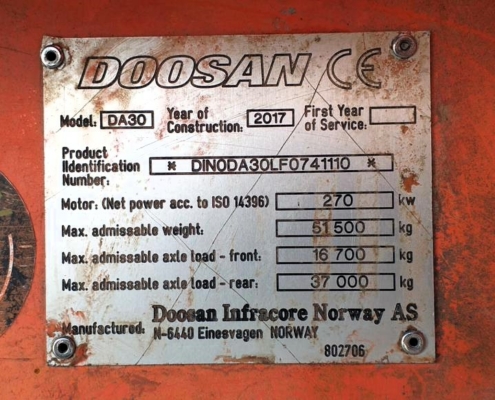 DOOSAN CE
Model: DA30 Year of Construction: 2017 First Year of Service:
Product
IIdentification * DINODA30LF0741110 *
Number:
Motor: (Net power acc. to ISO 14396) 270 kw
Max. admissable weight: 51 500 kg
Max. admissable axle load - front: 16 700 kg
Max. admissable axle load - rear: 37 000 kg
Manufactured: Doosan Infracore Norway AS
N-6440 Einesvagen NORWAY
802706